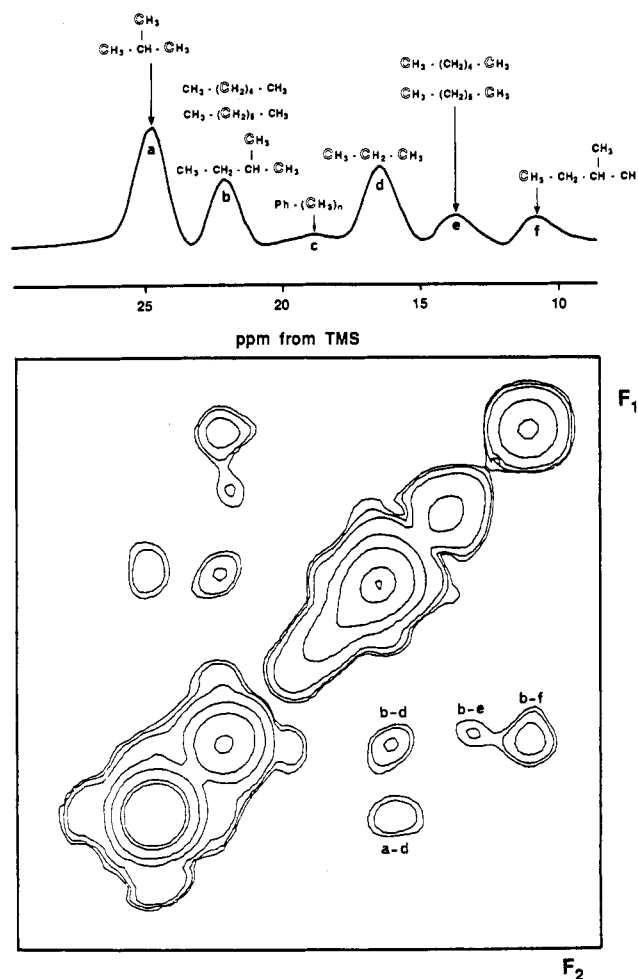 CH₃
CH₃ - CH - CH₃
a
CH₃ - (CH₂)₄ - CH₃
CH₃ - (CH₂)₅ - CH₃
CH₃
CH₃ - CH₂ - CH - CH₃
b
Ph - (CH₃)n
c
CH₃ - CH₂ - CH₃
d
CH₃ - (CH₂)₄ - CH₃
CH₃ - (CH₂)₅ - CH₃
e
CH₃
CH₃ - CH₂ - CH - CH
f
25 20 15 10
ppm from TMS
F₁
b-d b-e b-f
a-d
F₂